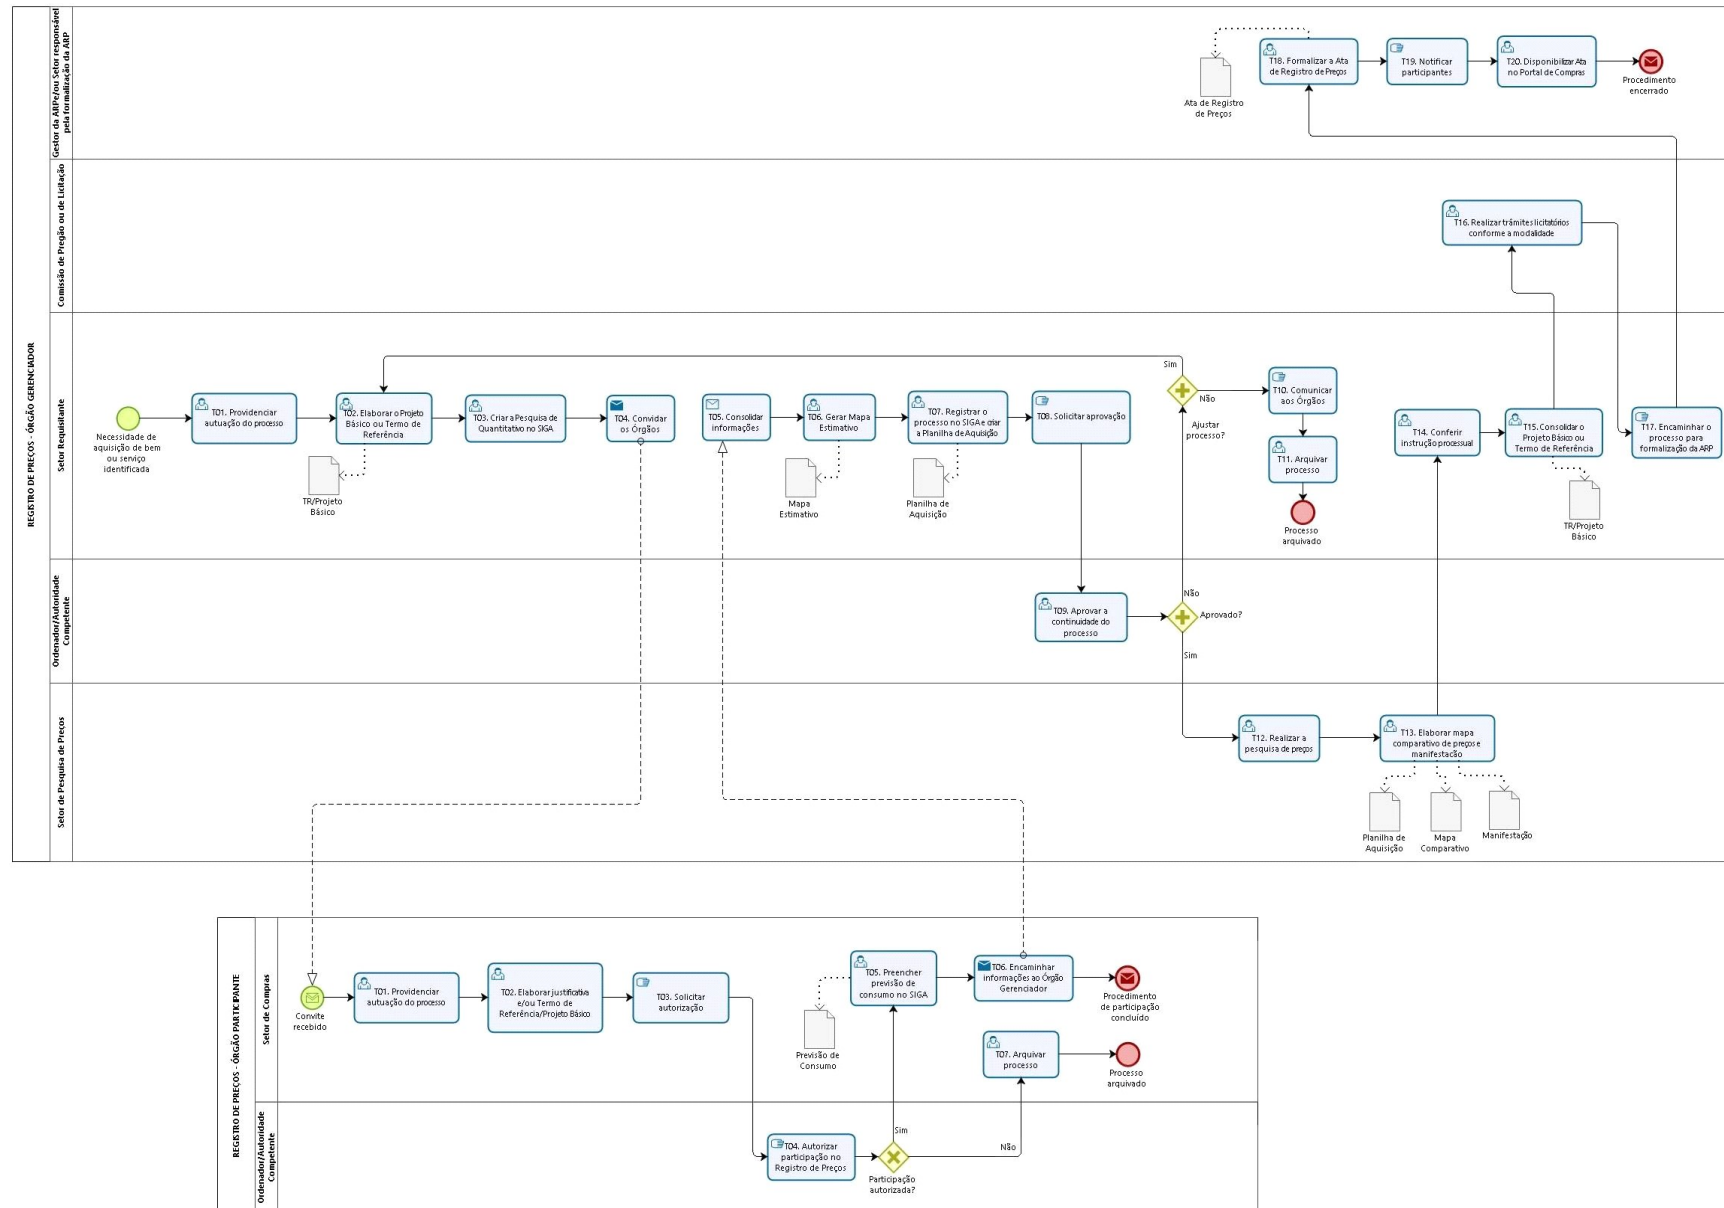 REGISTRO DE PREÇOS - ÓRGÃO GERENCIADOR
Gestor da ARPe/ou Setor responsável
pela formalização da ARP
Ata de Registro
de Preços
T18. Formalizar a Ata
de Registro de Preços
T19. Notificar
participantes
T20. Disponibilizar Ata
no Portal de Compras
Procedimento
encerrado
Comissão de Pregão ou de Licitação
T16. Realizar trâmites licitatórios
conforme a modalidade
Setor Requisitante
Necessidade de
aquisição de bem
ou serviço
identificada
T01. Providenciar
autuação do processo
T02. Elaborar o Projeto
Básico ou Termo de
Referência
TR/Projeto
Básico
T03. Criar a Pesquisa de
Quantitativo no SIGA
T04. Convidar
os Órgãos
T05. Consolidar
informações
T06. Gerar Mapa
Estimativo
Mapa
Estimativo
T07. Registrar o
processo no SIGA e criar
a Planilha de Aquisição
Planilha de
Aquisição
T08. Solicitar aprovação
Sim
Não
Ajustar
processo?
T10. Comunicar
aos Órgãos
T11. Arquivar
processo
Processo
arquivado
T14. Conferir
instrução processual
T15. Consolidar o
Projeto Básico ou
Termo de Referência
TR/Projeto
Básico
T17. Encaminhar o
processo para
formalização da ARP
Ordenador/Autoridade
Competente
T09. Aprovar a
continuidade do
processo
Não
Aprovado?
Sim
Setor de Pesquisa de Preços
T12. Realizar a
pesquisa de preços
T13. Elaborar mapa
comparativo de preços e
manifestação
Planilha de
Aquisição
Mapa
Comparativo
Manifestação
REGISTRO DE PREÇOS - ÓRGÃO PARTICIPANTE
Setor de Compras
Convite
recebido
T01. Providenciar
autuação do processo
T02. Elaborar justificativa
e/ou Termo de
Referência/Projeto Básico
T03. Solicitar
autorização
T05. Preencher
previsão de
consumo no SIGA
Previsão de
Consumo
T06. Encaminhar
informações ao Órgão
Gerenciador
Procedimento
de participação
concluído
T07. Arquivar
processo
Processo
arquivado
Ordenador/Autoridade
Competente
T04. Autorizar
participação no
Registro de Preços
Sim
Não
Participação
autorizada?